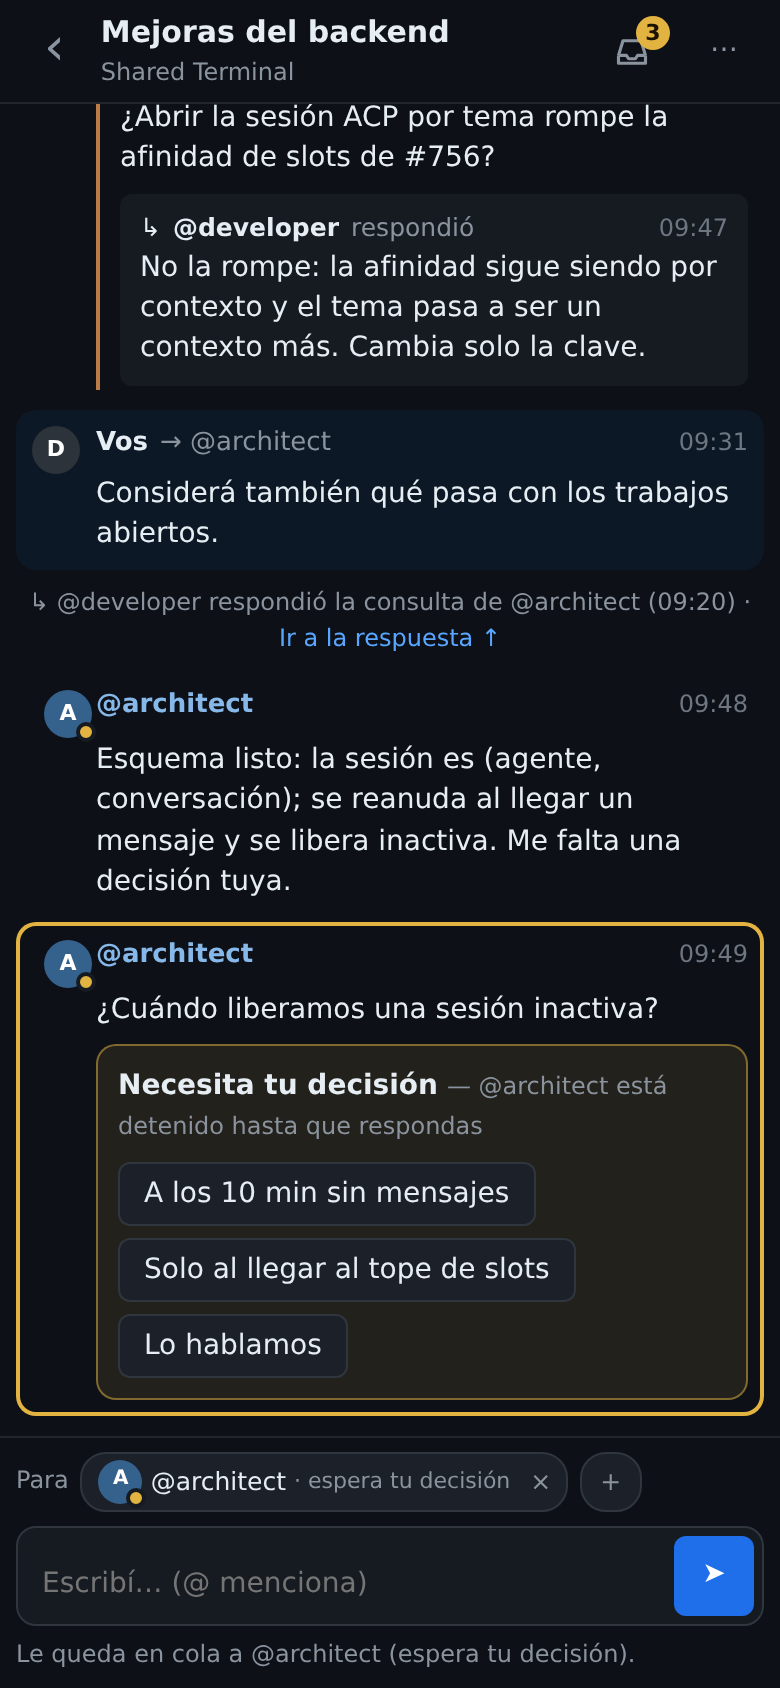 Mejoras del backend
Shared Terminal
3
...
¿Abrir la sesión ACP por tema rompe la
afinidad de slots de #756?
↳ @developer respondió 09:47
No la rompe: la afinidad sigue siendo por
contexto y el tema pasa a ser un
contexto más. Cambia solo la clave.
D Vos → @architect 09:31
Considerá también qué pasa con los trabajos
abiertos.
↳ @developer respondió la consulta de @architect (09:20) ·
Ir a la respuesta ↑
A @architect 09:48
Esquema listo: la sesión es (agente,
conversación); se reanuda al llegar un
mensaje y se libera inactiva. Me falta una
decisión tuya.
A @architect 09:49
¿Cuándo liberamos una sesión inactiva?
Necesita tu decisión — @architect está
detenido hasta que respondas
A los 10 min sin mensajes
Solo al llegar al tope de slots
Lo hablamos
Para A @architect · espera tu decisión × +
Escribí... (@ menciona)
Le queda en cola a @architect (espera tu decisión).